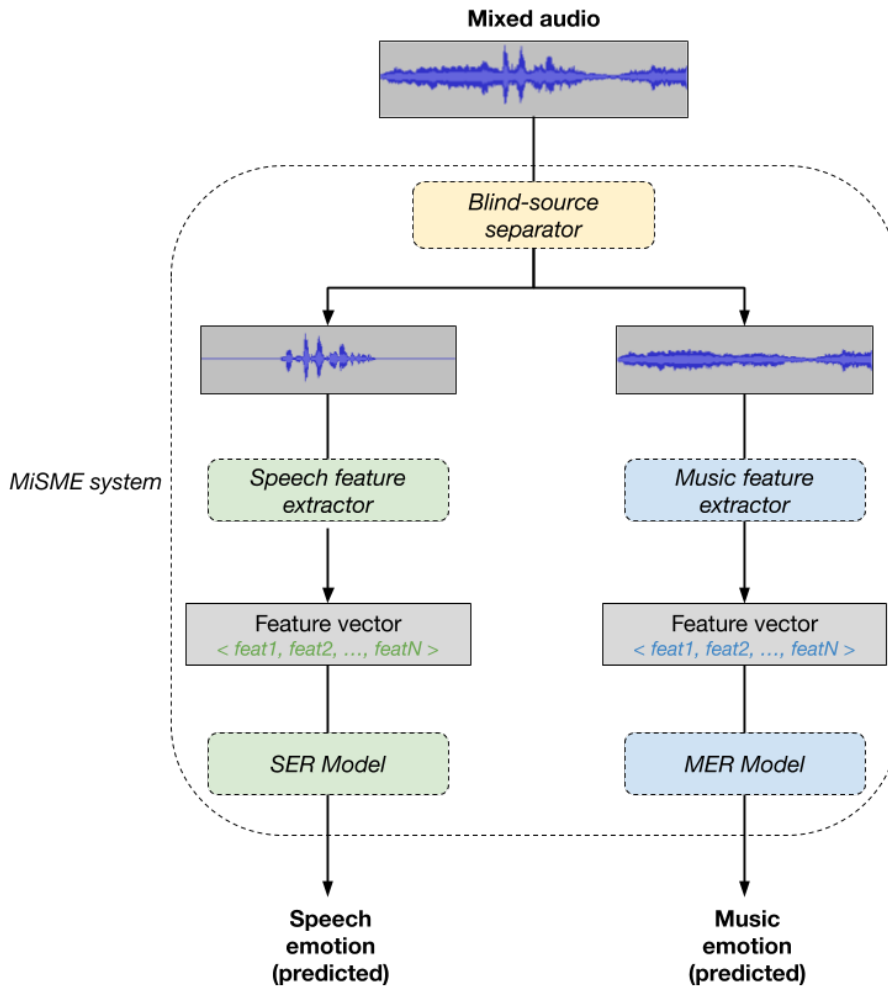 Mixed audio
Blind-source
separator
MiSME system
Speech feature
extractor
Music feature
extractor
Feature vector
< feat1, feat2, ..., featN >
Feature vector
< feat1, feat2, ..., featN >
SER Model
MER Model
Speech
emotion
(predicted)
Music
emotion
(predicted)